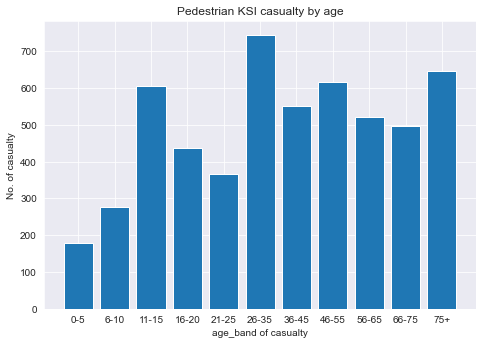 Pedestrian KSI casualty by age
No. of casualty
700
600
500
400
300
200
100
0
0-5 6-10 11-15 16-20 21-25 26-35 36-45 46-55 56-65 66-75 75+
age_band of casualty